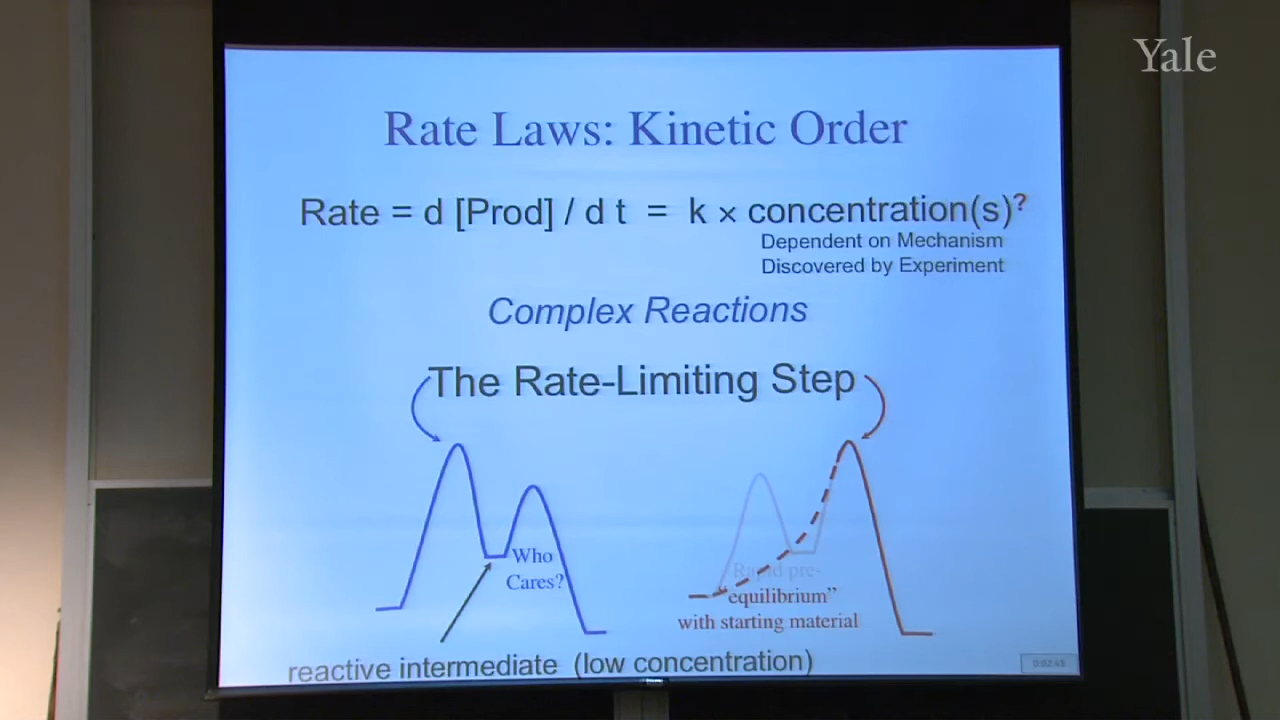 Yale
Rate Laws: Kinetic Order
Rate = d [Prod] / d t = k × concentration(s)?
Dependent on Mechanism
Discovered by Experiment
Complex Reactions
The Rate-Limiting Step
Who
Cares?
Rapid pre-
equilibrium”
with starting material
reactive intermediate (low concentration)